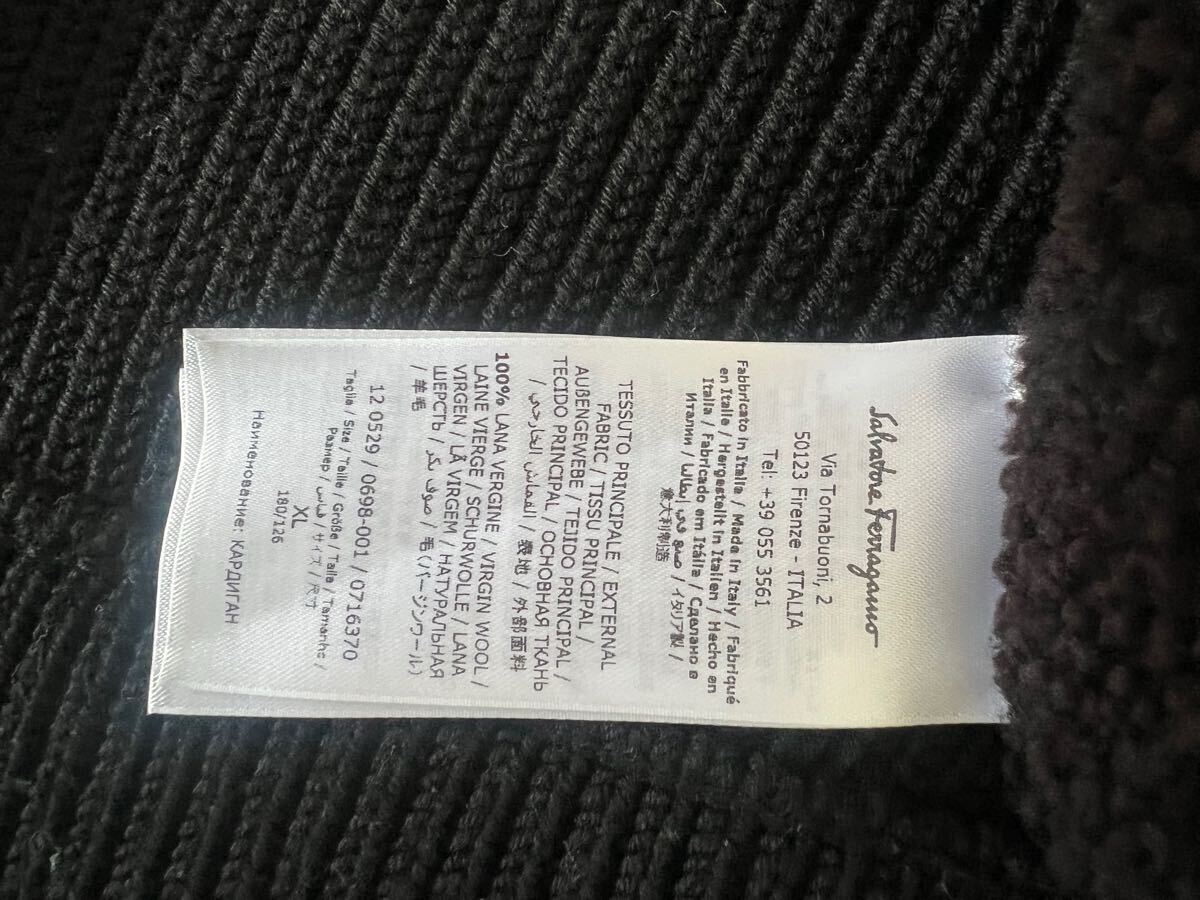 Salvatore Ferragamo
Via Tornabuoni, 2
50123 Firenze - ITALIA
Tel: +39 055 3561
Fabbricato in Italia / Made in Italy / Fabriqué
en Italie / Hergestellt in Italien / Hecho en
Italia / Fabricado em Itália / Сделано в
Италии / صنع في إيطاليا / イタリア製 /
意大利制造
TESSUTO PRINCIPALE / EXTERNAL
FABRIC / TISSU PRINCIPAL /
AUßENGEWEBE / TEJIDO PRINCIPAL /
TECIDO PRINCIPAL / ОСНОВНАЯ ТКАНЬ
/ القماش الخارجي / 表地 / 外部面料
100% LANA VERGINE / VIRGIN WOOL /
LAINE VIERGE / SCHURWOLLE / LANA
VIRGEN / LÃ VIRGEM / НАТУРАЛЬНАЯ
ШЕРСТЬ / صوف بكر / 毛(バージンウール)
/ 羊毛
12 0529 / 0698-001 / 0716370
Taglia / Size / Taille / Größe / Talla / Tamanho /
Размер / قياس / サイズ / 尺寸
XL
180/126
Наименование: КАРДИГАН